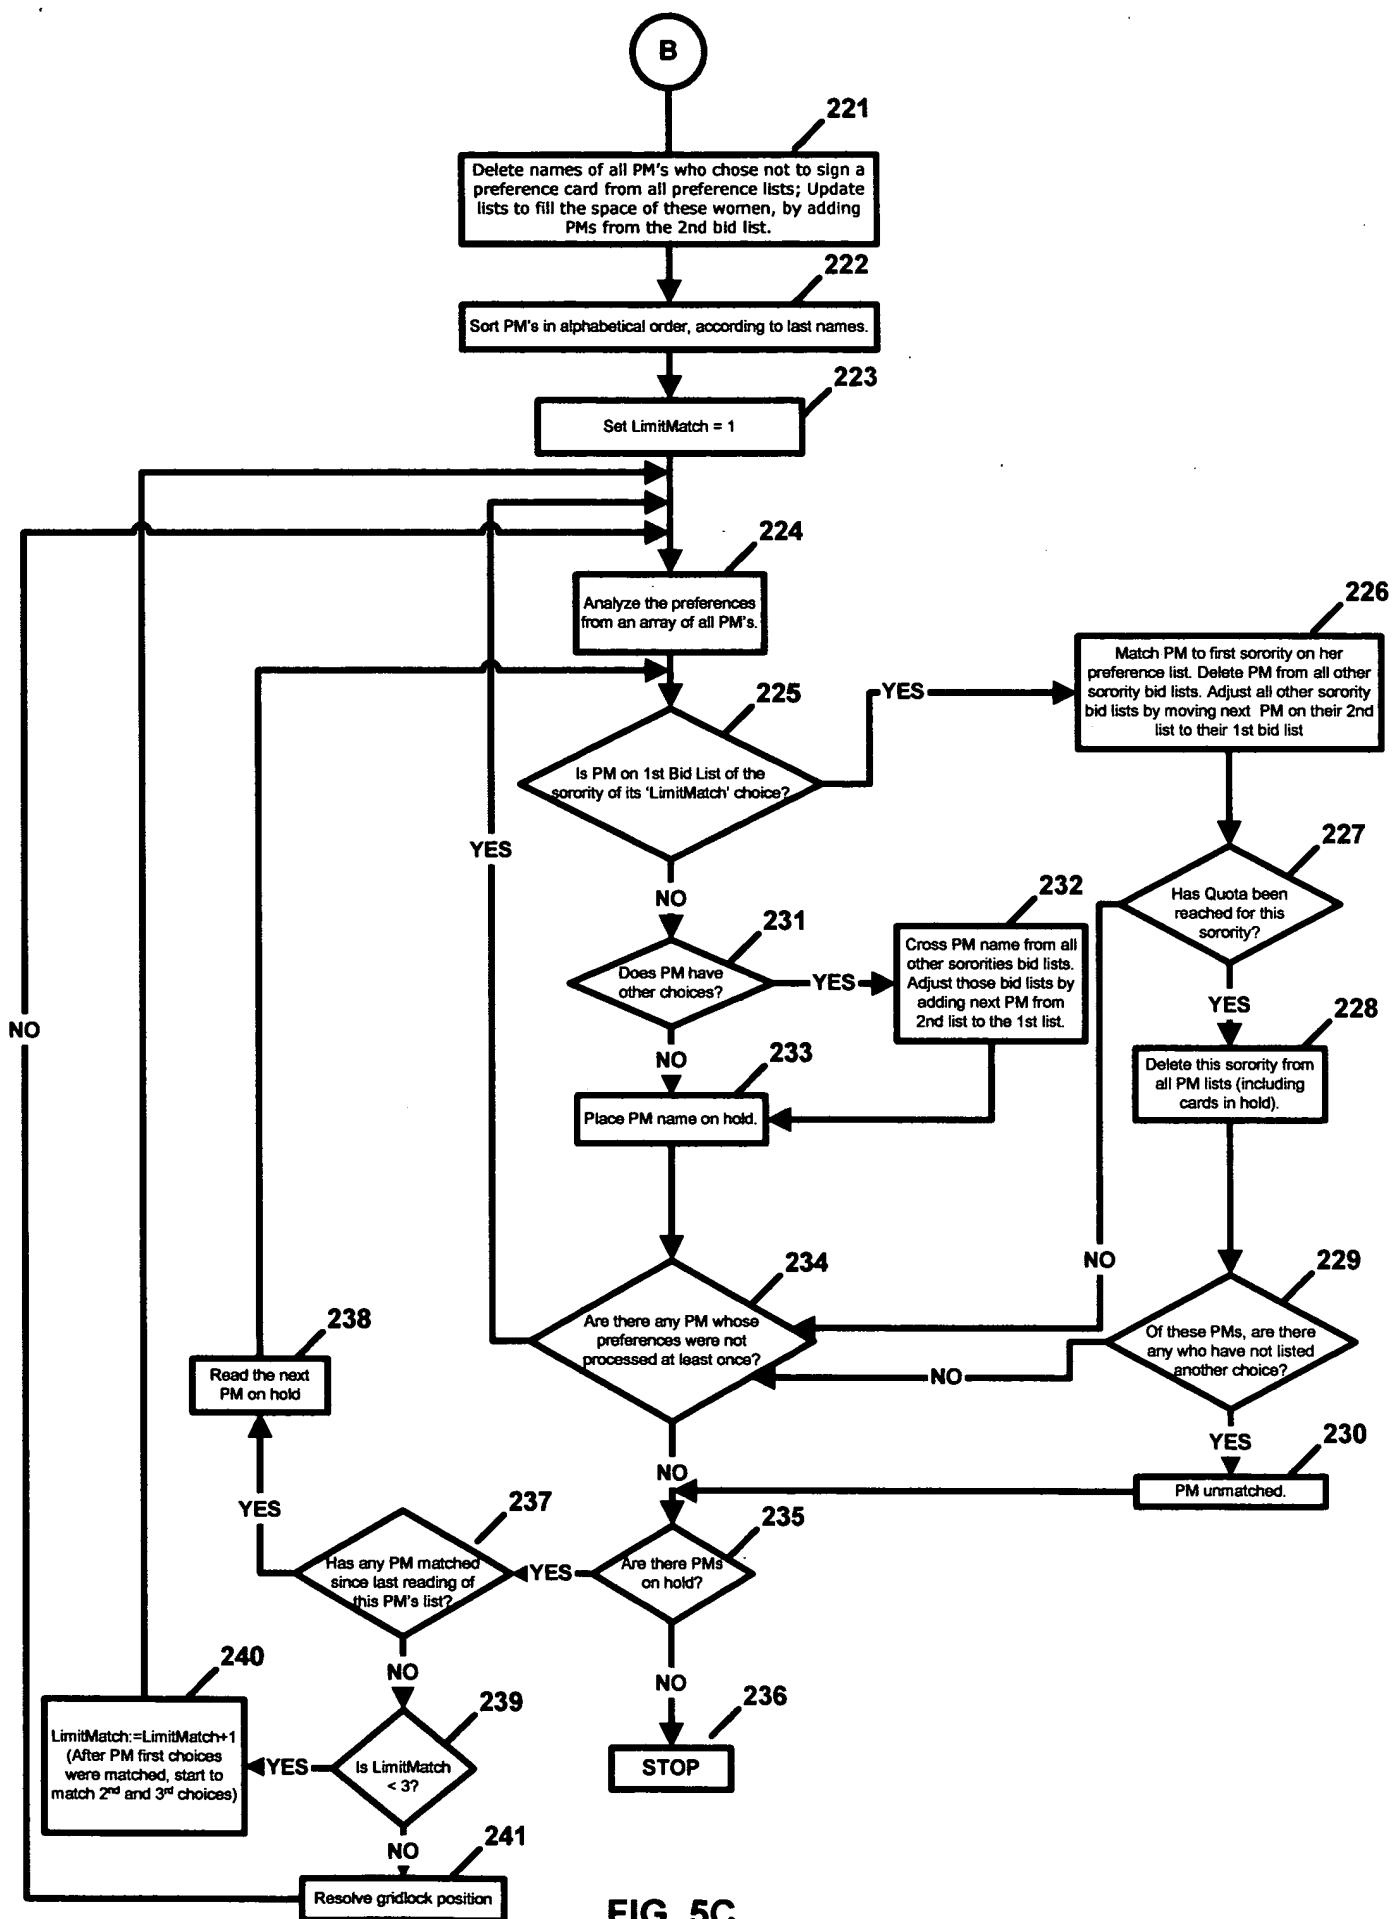 B
221
Delete names of all PM's who chose not to sign a
preference card from all preference lists; Update
lists to fill the space of these women, by adding
PMs from the 2nd bid list.
222
Sort PM's in alphabetical order, according to last names.
223
Set LimitMatch = 1
224
Analyze the preferences
from an array of all PM's.
226
Match PM to first sorority on her
preference list. Delete PM from all other
sorority bid lists. Adjust all other sorority
bid lists by moving next PM on their 2nd
list to their 1st bid list
225
YES
Is PM on 1st Bid List of the
sorority of its 'LimitMatch' choice?
YES
NO
227
Has Quota been
reached for this
sorority?
232
Cross PM name from all
other sororities bid lists.
Adjust those bid lists by
adding next PM from
2nd list to the 1st list.
231
Does PM have
other choices?
YES
NO
YES
NO
228
Delete this sorority from
all PM lists (including
cards in hold).
233
Place PM name on hold.
234
Are there any PM whose
preferences were not
processed at least once?
NO
229
Of these PMs, are there
any who have not listed
another choice?
NO
238
Read the next
PM on hold
YES
230
PM unmatched.
NO
YES
237
Has any PM matched
since last reading of
this PM's list?
YES
235
Are there PMs
on hold?
NO
NO
240
LimitMatch:=LimitMatch+1
(After PM first choices
were matched, start to
match 2nd and 3rd choices)
YES
239
Is LimitMatch
< 3?
236
STOP
NO
241
Resolve gridlock position
FIG. 5C